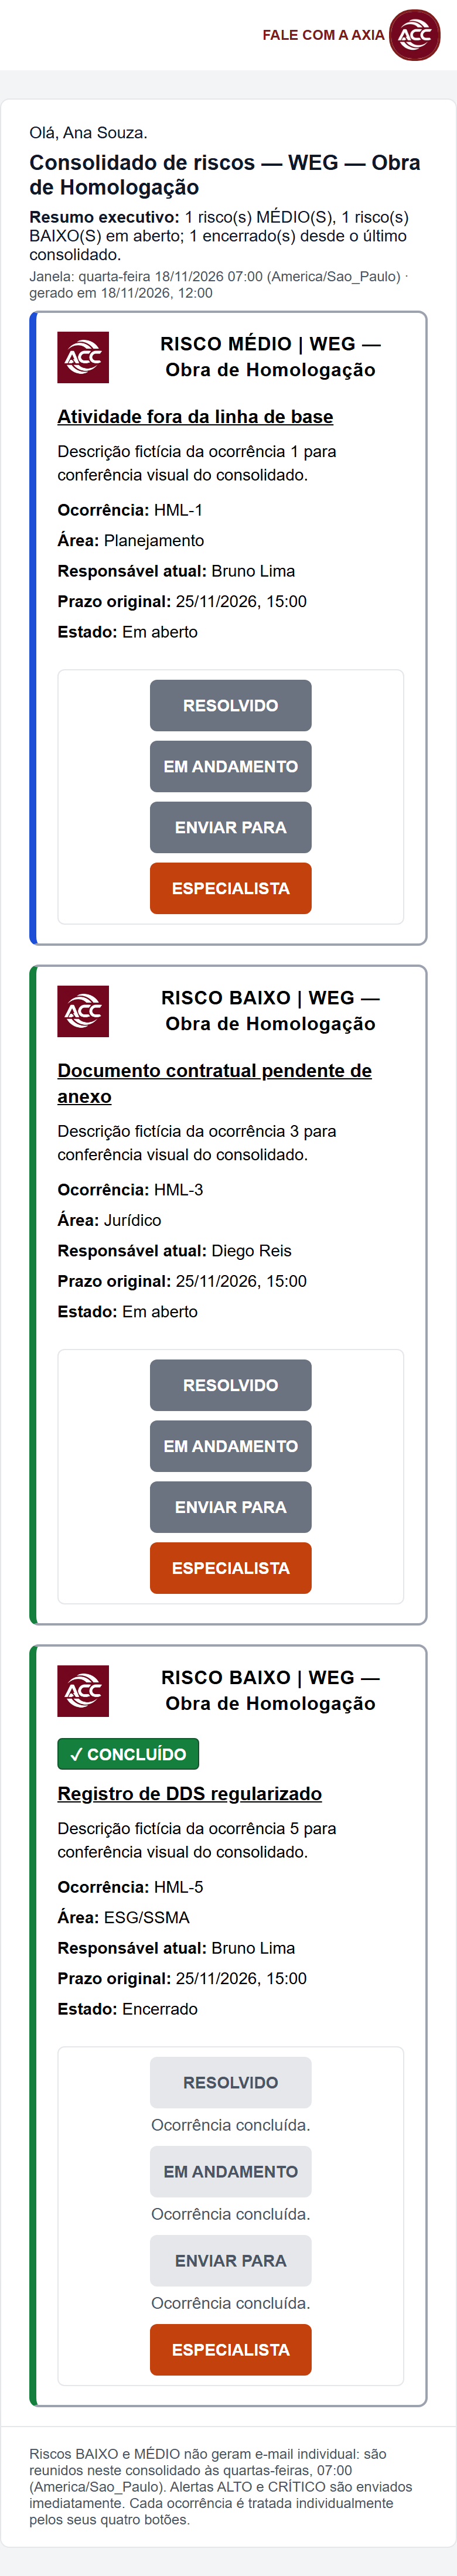 FALE COM A AXIA
ACC
Olá, Ana Souza.
Consolidado de riscos — WEG — Obra
de Homologação
Resumo executivo: 1 risco(s) MÉDIO(S), 1 risco(s)
BAIXO(S) em aberto; 1 encerrado(s) desde o último
consolidado.
Janela: quarta-feira 18/11/2026 07:00 (America/Sao_Paulo) ·
gerado em 18/11/2026, 12:00
ACC
RISCO MÉDIO | WEG —
Obra de Homologação
Atividade fora da linha de base
Descrição fictícia da ocorrência 1 para
conferência visual do consolidado.
Ocorrência: HML-1
Área: Planejamento
Responsável atual: Bruno Lima
Prazo original: 25/11/2026, 15:00
Estado: Em aberto
RESOLVIDO
EM ANDAMENTO
ENVIAR PARA
ESPECIALISTA
ACC
RISCO BAIXO | WEG —
Obra de Homologação
Documento contratual pendente de
anexo
Descrição fictícia da ocorrência 3 para
conferência visual do consolidado.
Ocorrência: HML-3
Área: Jurídico
Responsável atual: Diego Reis
Prazo original: 25/11/2026, 15:00
Estado: Em aberto
RESOLVIDO
EM ANDAMENTO
ENVIAR PARA
ESPECIALISTA
ACC
RISCO BAIXO | WEG —
Obra de Homologação
✓ CONCLUÍDO
Registro de DDS regularizado
Descrição fictícia da ocorrência 5 para
conferência visual do consolidado.
Ocorrência: HML-5
Área: ESG/SSMA
Responsável atual: Bruno Lima
Prazo original: 25/11/2026, 15:00
Estado: Encerrado
RESOLVIDO
Ocorrência concluída.
EM ANDAMENTO
Ocorrência concluída.
ENVIAR PARA
Ocorrência concluída.
ESPECIALISTA
Riscos BAIXO e MÉDIO não geram e-mail individual: são
reunidos neste consolidado às quartas-feiras, 07:00
(America/Sao_Paulo). Alertas ALTO e CRÍTICO são enviados
imediatamente. Cada ocorrência é tratada individualmente
pelos seus quatro botões.